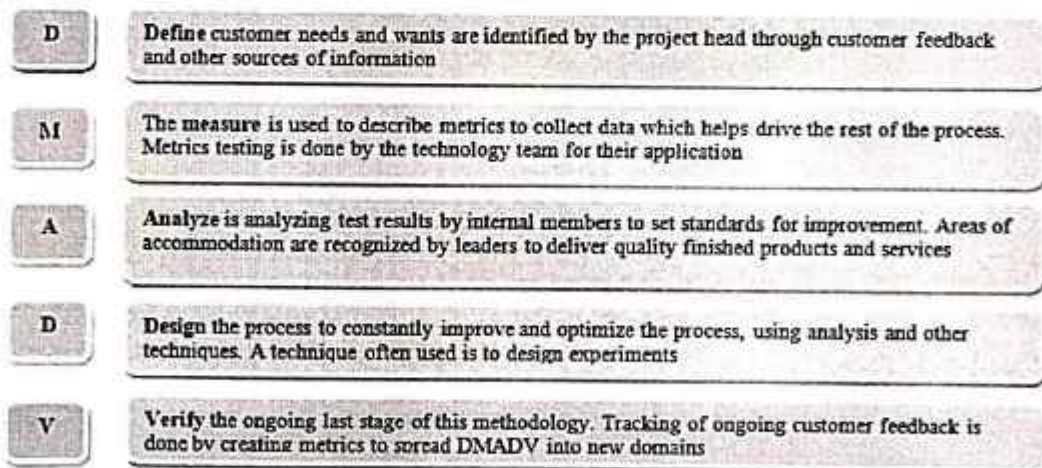 D
Define customer needs and wants are identified by the project head through customer feedback
and other sources of information
M
The measure is used to describe metrics to collect data which helps drive the rest of the process.
Metrics testing is done by the technology team for their application
A
Analyze is analyzing test results by internal members to set standards for improvement. Areas of
accommodation are recognized by leaders to deliver quality finished products and services
D
Design the process to constantly improve and optimize the process, using analysis and other
techniques. A technique often used is to design experiments
V
Verify the ongoing last stage of this methodology. Tracking of ongoing customer feedback is
done by creating metrics to spread DMADV into new domains